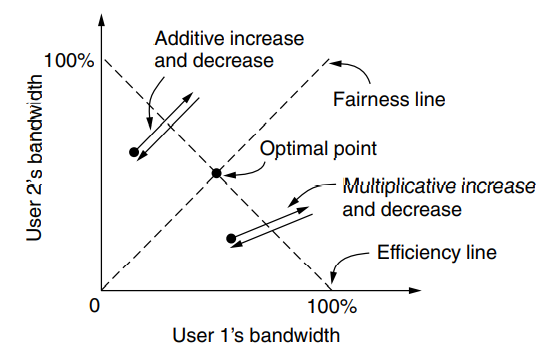 Additive increase
and decrease
100%
Fairness line
User 2's bandwidth
Optimal point
Multiplicative increase
and decrease
Efficiency line
0
100%
User 1's bandwidth